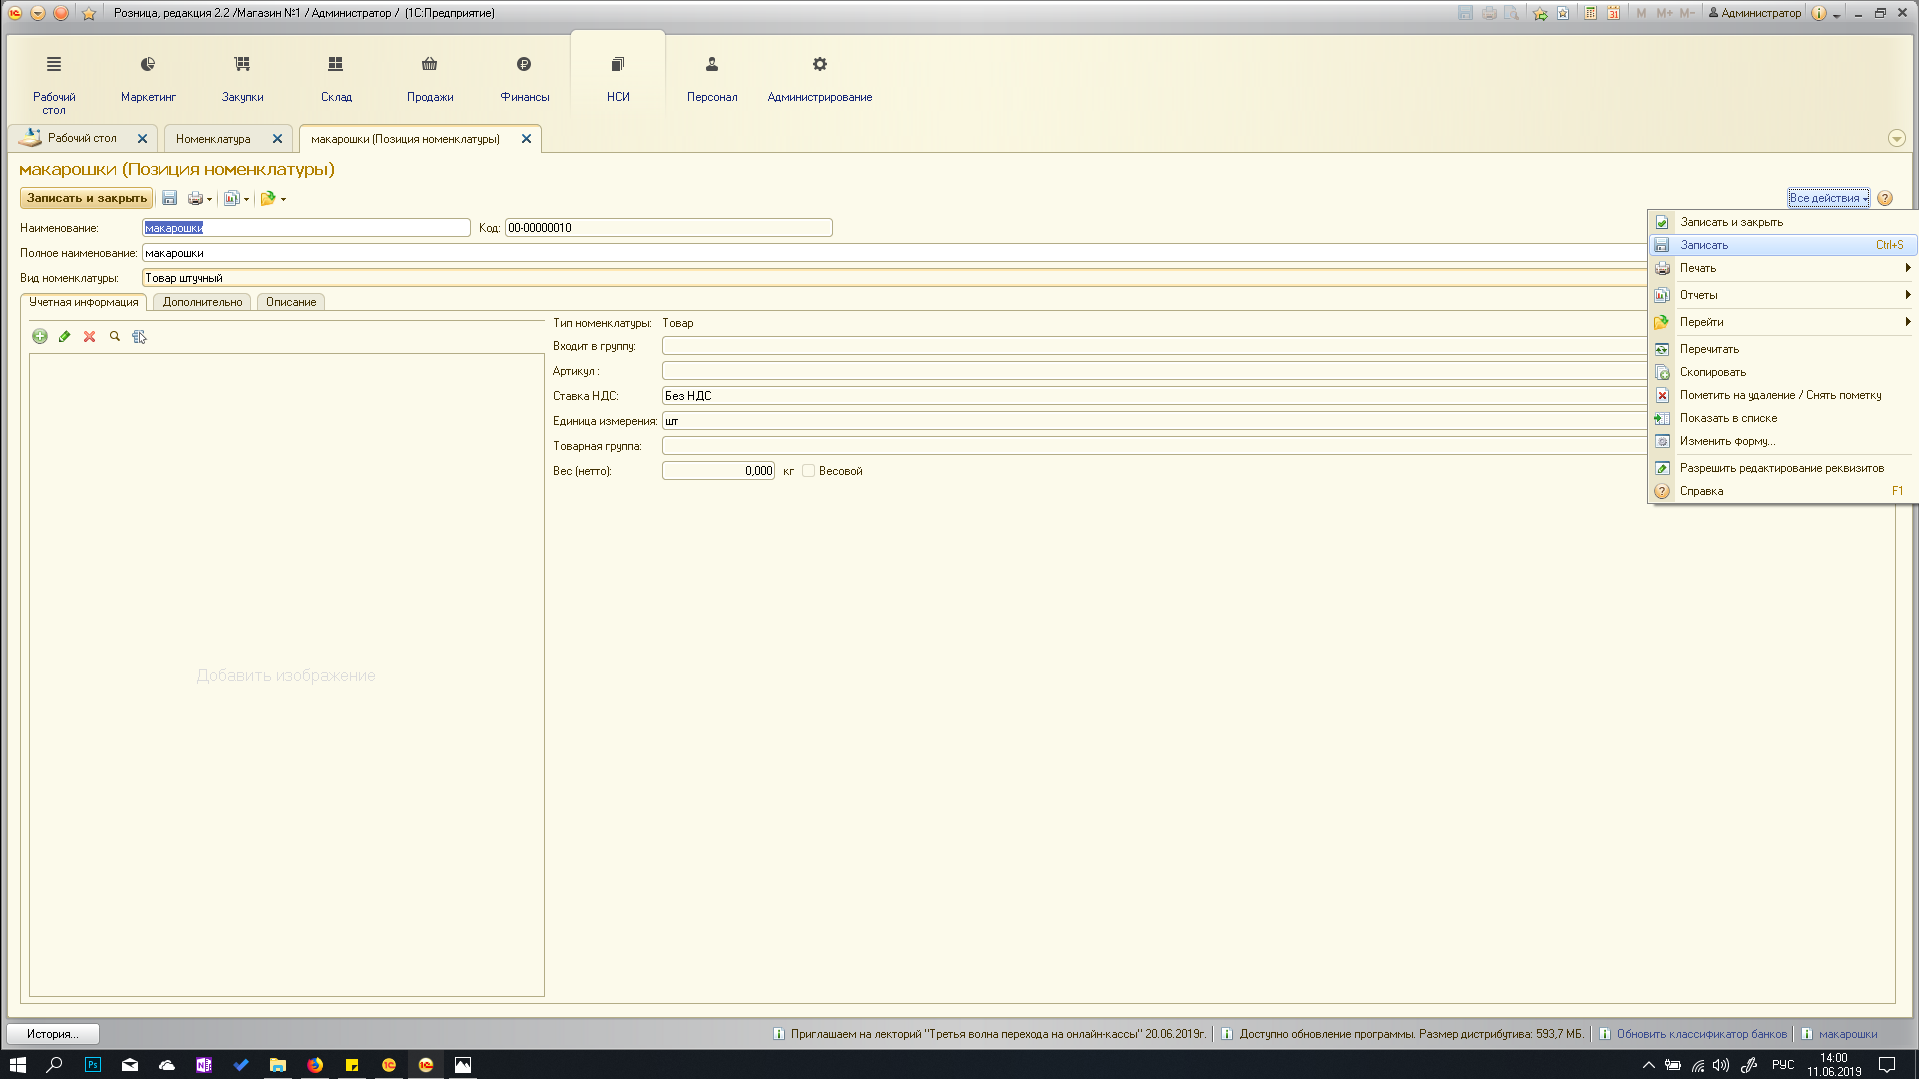 Розница, редакция 2.2 /Магазин №1 / Администратор / (1С:Предприятие)
M M+ M- Администратор
Рабочий стол
Маркетинг
Закупки
Склад
Продажи
Финансы
НСИ
Персонал
Администрирование
Рабочий стол
Номенклатура
макарошки (Позиция номенклатуры)
макарошки (Позиция номенклатуры)
Записать и закрыть
Все действия
Наименование: макарошки Код: 00-00000010
Полное наименование: макарошки
Вид номенклатуры: Товар штучный
Учетная информация
Дополнительно
Описание
Добавить изображение
Тип номенклатуры: Товар
Входит в группу:
Артикул :
Ставка НДС: Без НДС
Единица измерения: шт
Товарная группа:
Вес (нетто): 0,000 кг Весовой
Записать и закрыть
Записать Ctrl+S
Печать
Отчеты
Перейти
Перечитать
Скопировать
Пометить на удаление / Снять пометку
Показать в списке
Изменить форму...
Разрешить редактирование реквизитов
Справка F1
История...
Приглашаем на лекторий "Третья волна перехода на онлайн-кассы" 20.06.2019г.
Доступно обновление программы. Размер дистрибутива: 593,7 МБ.
Обновить классификатор банков
макарошки
РУС
14:00
11.06.2019